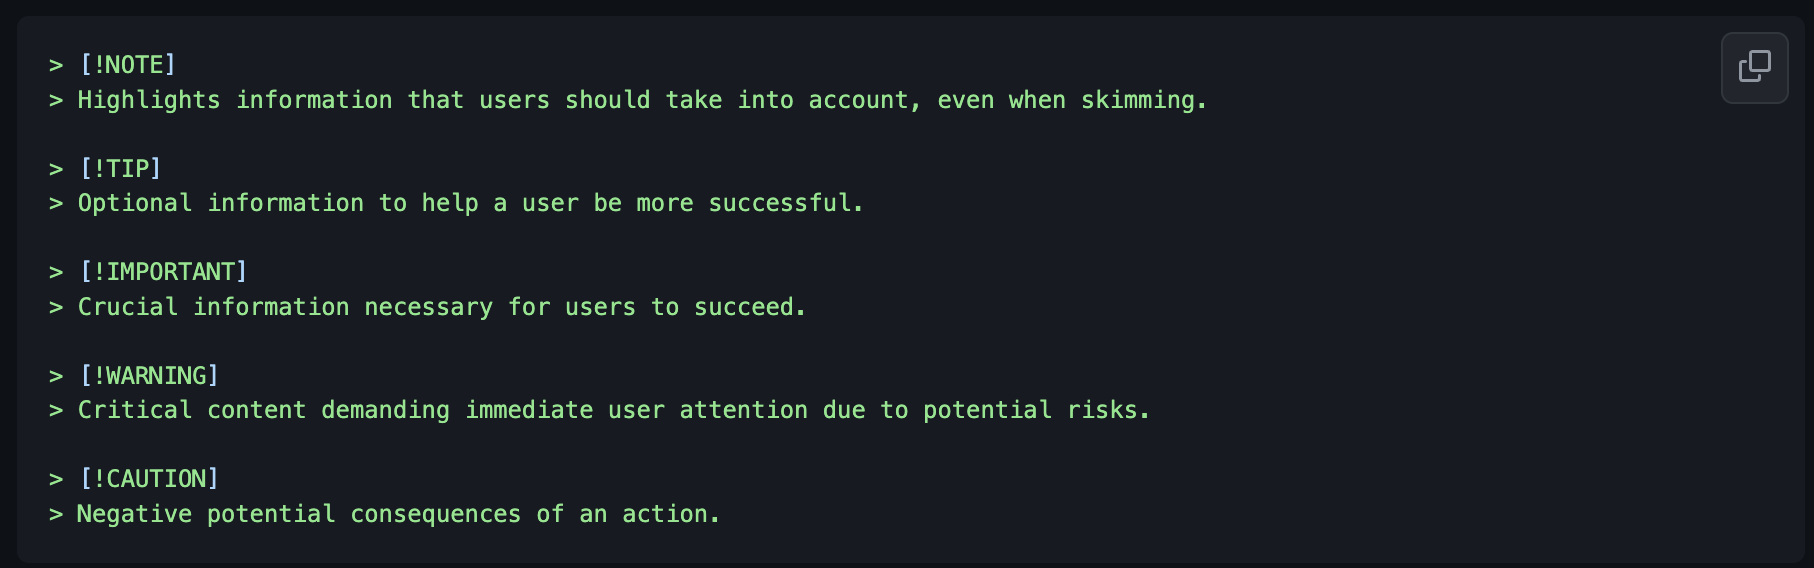 > [!NOTE]
> Highlights information that users should take into account, even when skimming.
> [!TIP]
> Optional information to help a user be more successful.
> [!IMPORTANT]
> Crucial information necessary for users to succeed.
> [!WARNING]
> Critical content demanding immediate user attention due to potential risks.
> [!CAUTION]
> Negative potential consequences of an action.